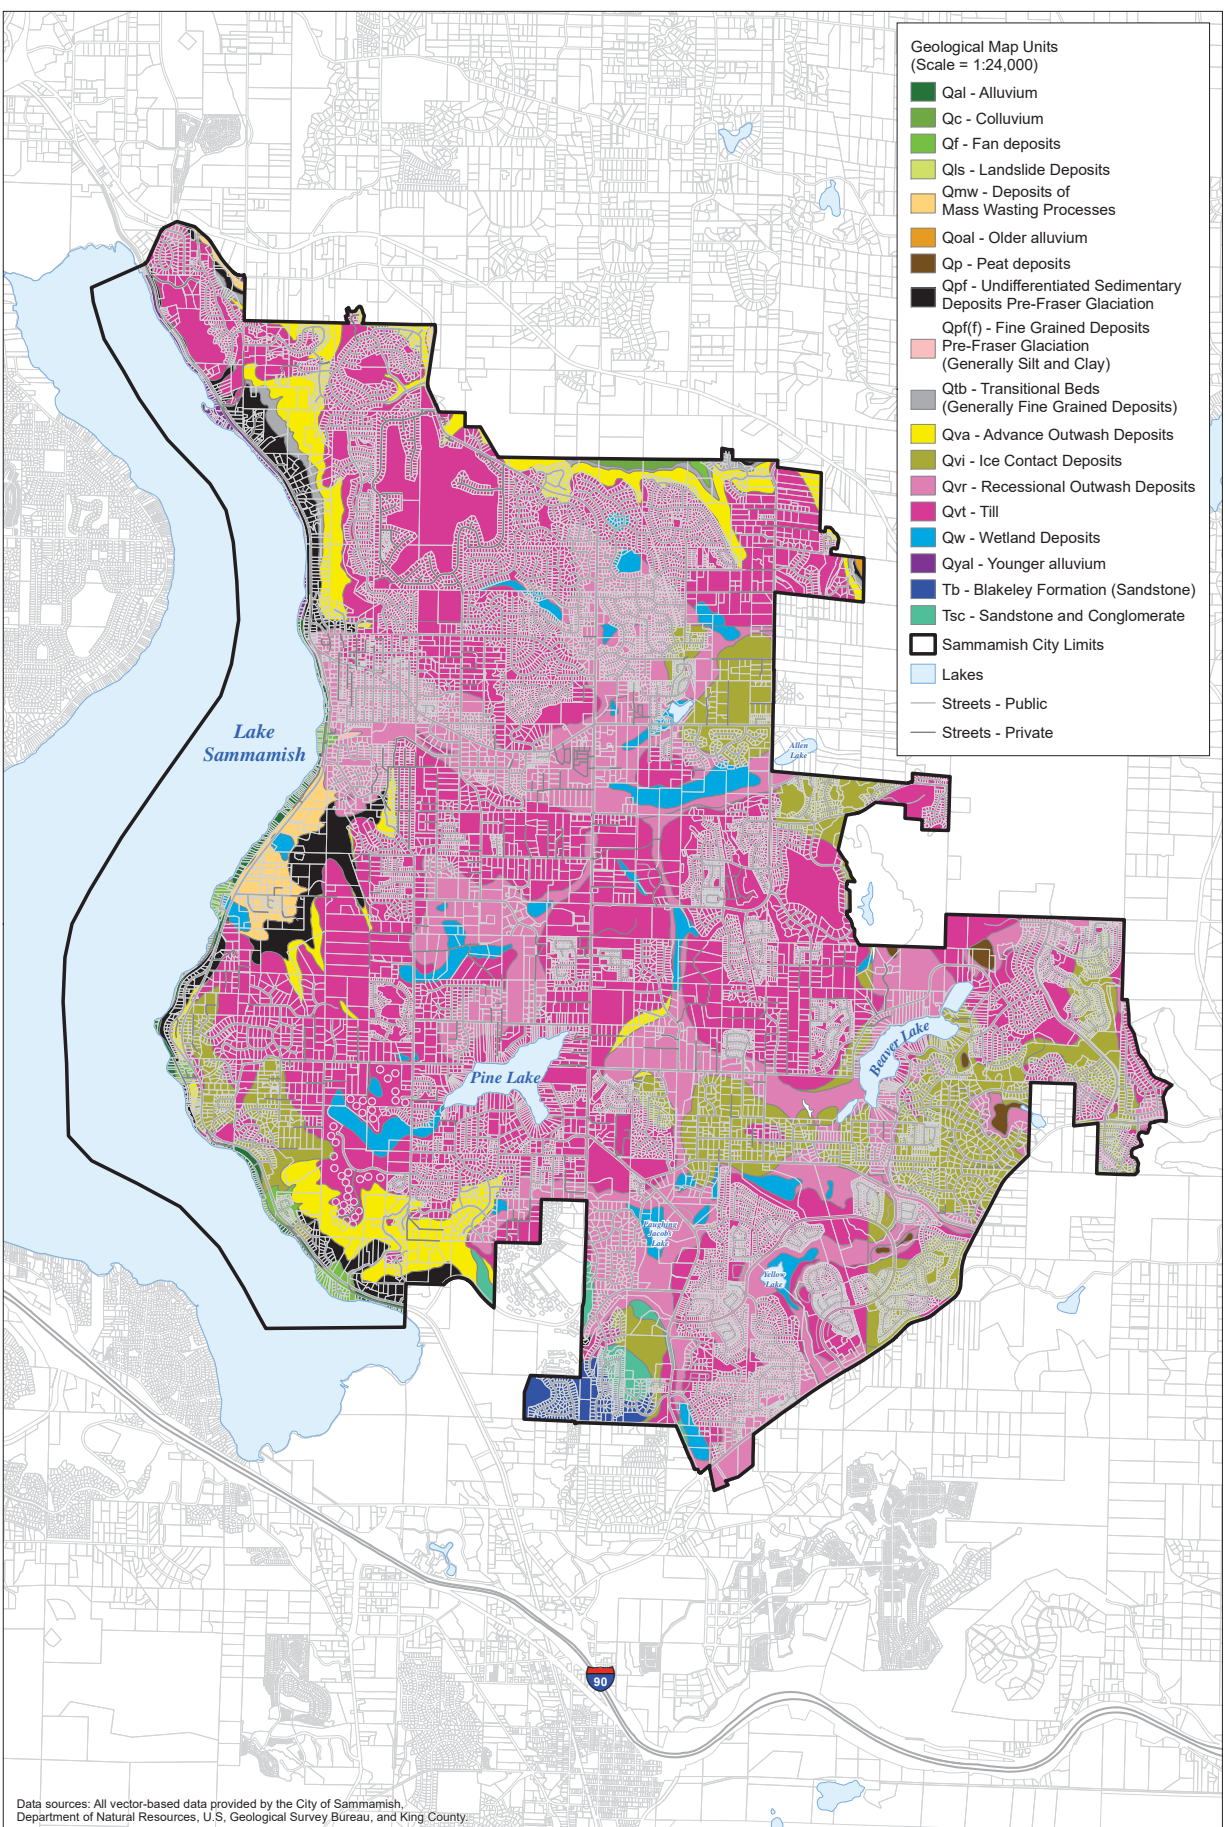 Geological Map Units
(Scale = 1:24,000)
Qal - Alluvium
Qc - Colluvium
Qf - Fan deposits
Qls - Landslide Deposits
Qmw - Deposits of
Mass Wasting Processes
Qoal - Older alluvium
Qp - Peat deposits
Qpf - Undifferentiated Sedimentary
Deposits Pre-Fraser Glaciation
Qpf(f) - Fine Grained Deposits
Pre-Fraser Glaciation
(Generally Silt and Clay)
Qtb - Transitional Beds
(Generally Fine Grained Deposits)
Qva - Advance Outwash Deposits
Qvi - Ice Contact Deposits
Qvr - Recessional Outwash Deposits
Qvt - Till
Qw - Wetland Deposits
Qyal - Younger alluvium
Tb - Blakeley Formation (Sandstone)
Tsc - Sandstone and Conglomerate
Sammamish City Limits
Lakes
Streets - Public
Streets - Private
Lake
Sammamish
Allen
Lake
Beaver Lake
Pine Lake
Laughing
Jacobs
Lake
Yellow
Lake
90
Data sources: All vector-based data provided by the City of Sammamish,
Department of Natural Resources, U.S, Geological Survey Bureau, and King County.